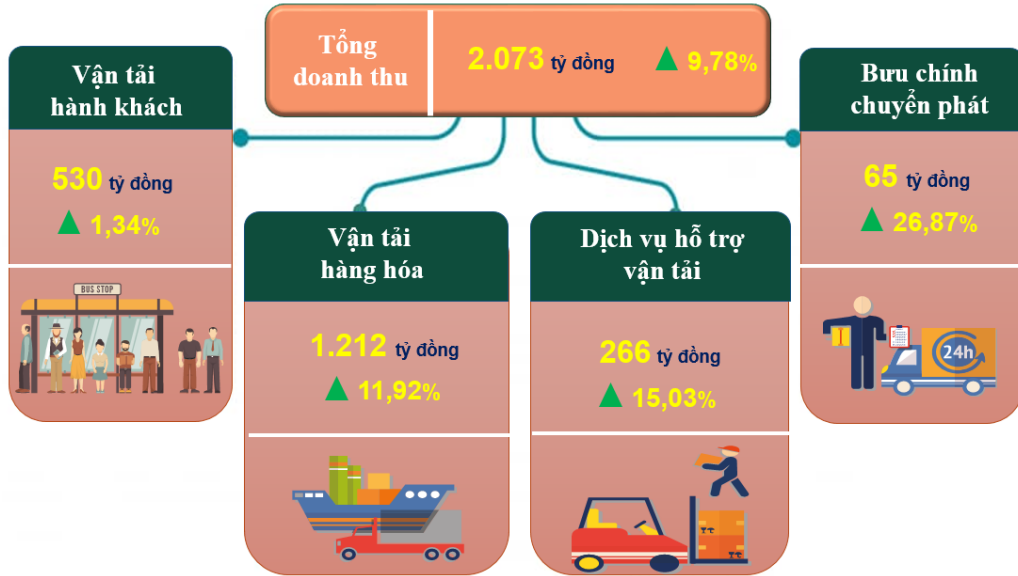 Tổng
doanh thu
2.073 tỷ đồng
9,78%
Vận tải
hành khách
530 tỷ đồng
1,34%
BUS STOP
Vận tải
hàng hóa
1.212 tỷ đồng
11,92%
Dịch vụ hỗ trợ
vận tải
266 tỷ đồng
15,03%
Bưu chính
chuyển phát
65 tỷ đồng
26,87%
24h